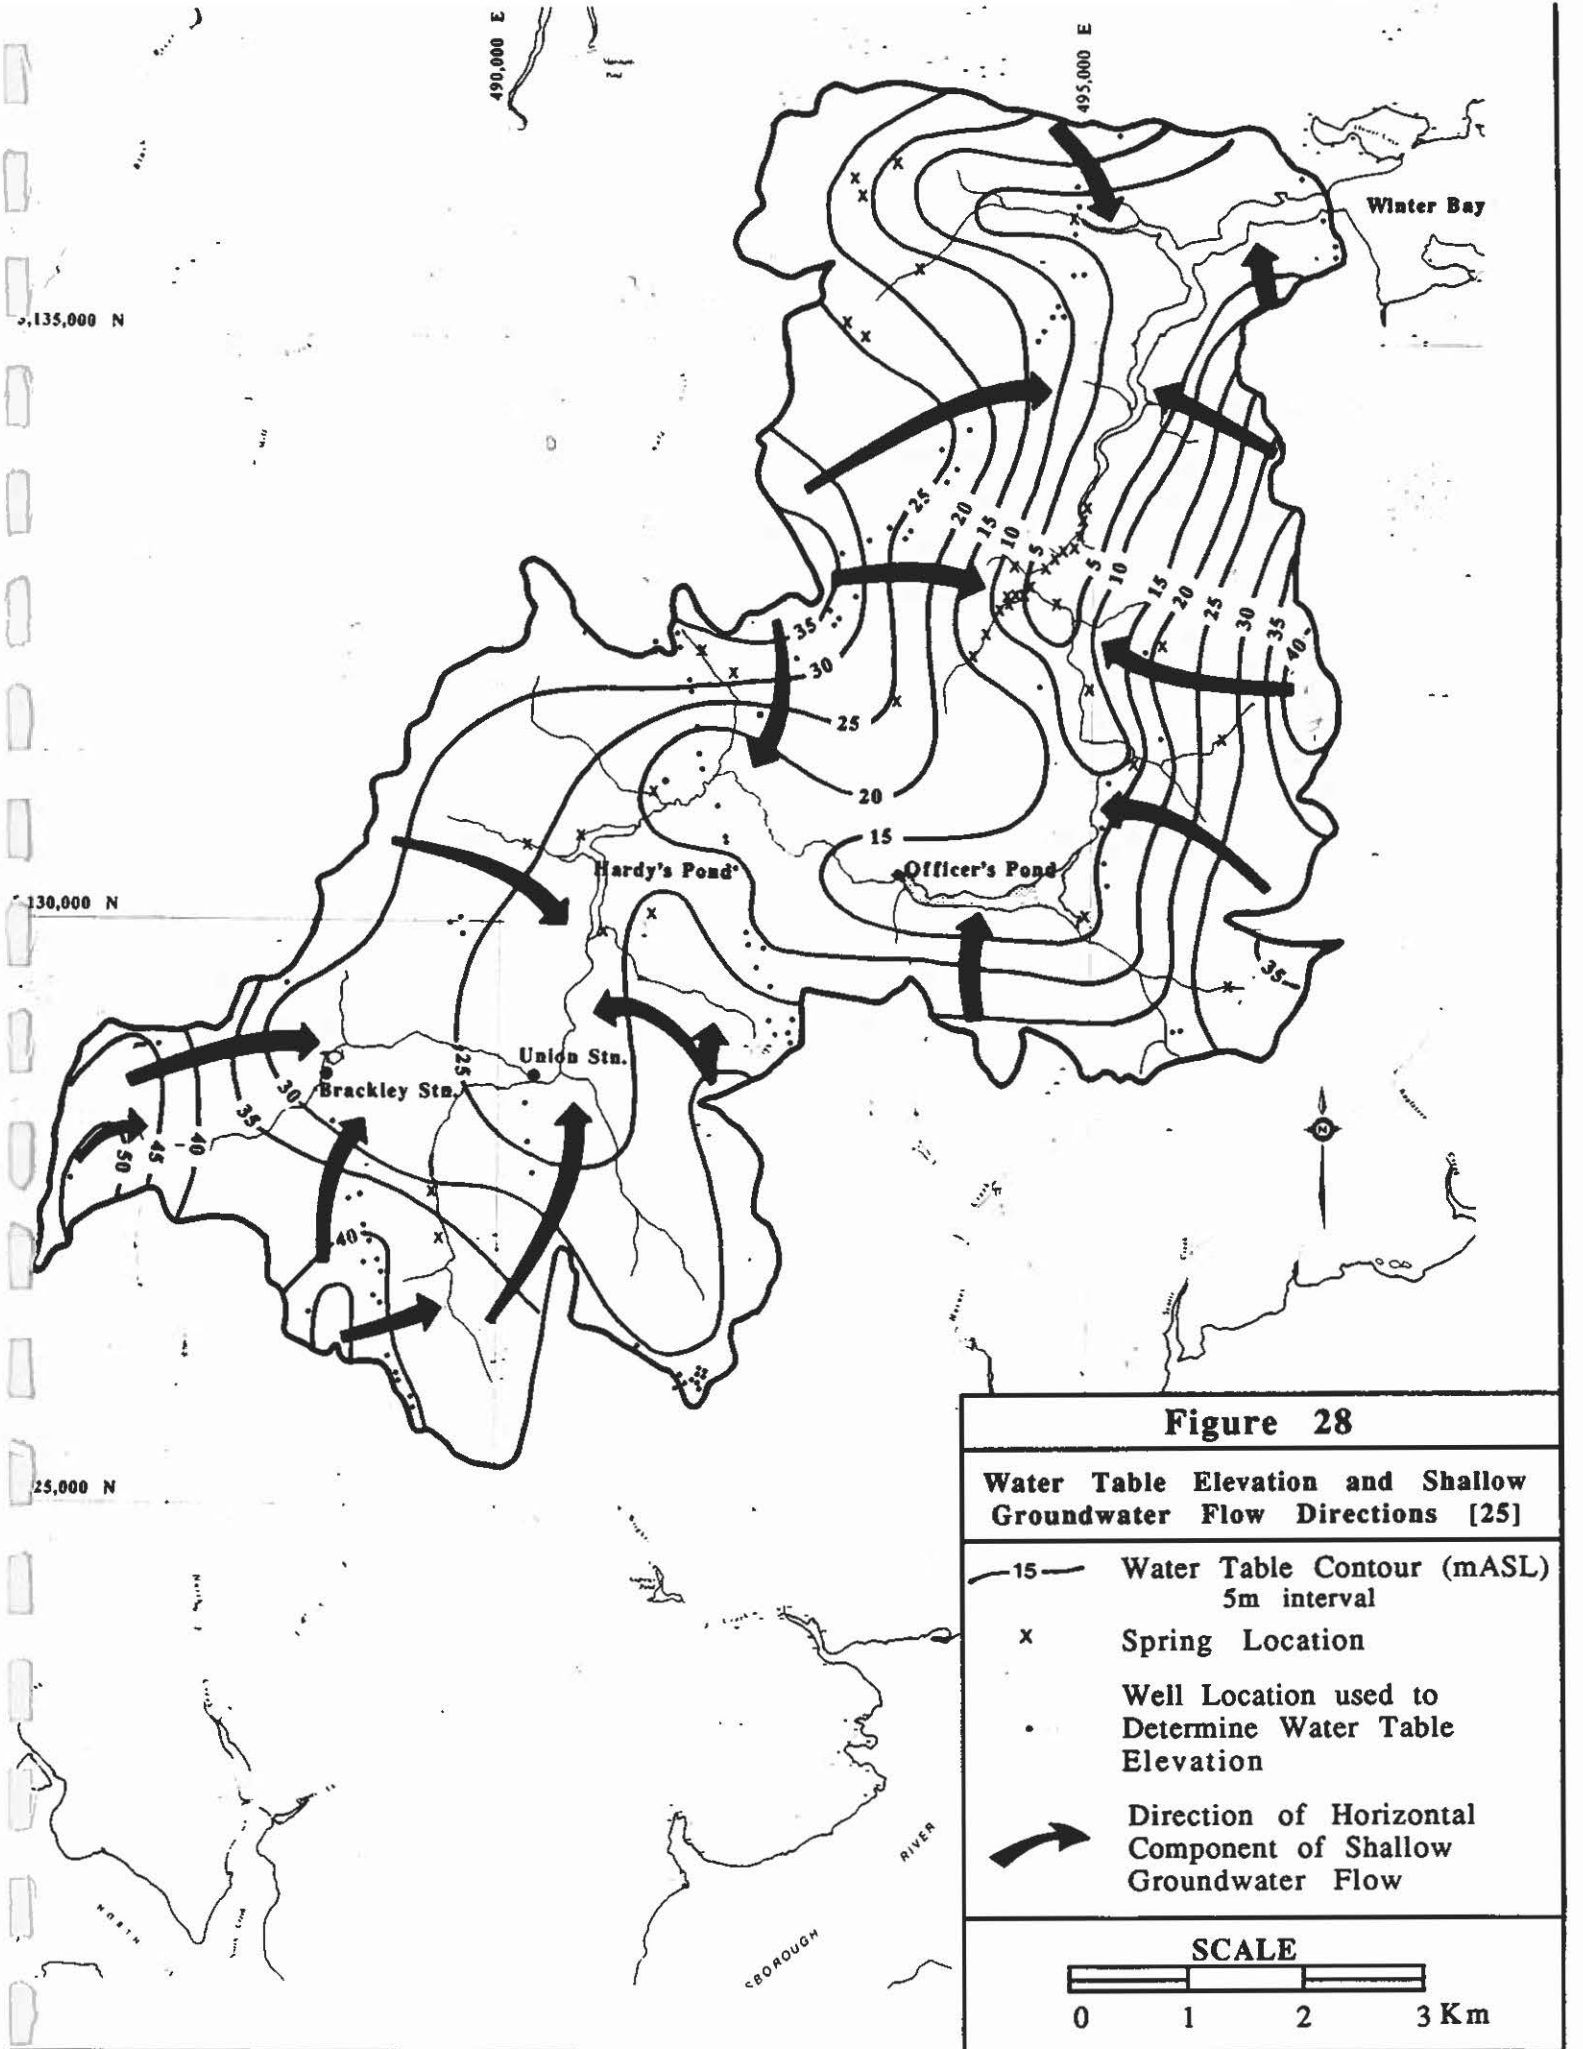 490,000 E
495,000 E
Winter Bay
,135,000 N
25
20
15
10
5
5
10
15
20
25
30
35
40
35
30
25
20
15
Hardy's Pond
Officer's Pond
130,000 N
35
Union Stn.
25
Brackley Stn.
30
35
40
45
50
40
25,000 N
Figure 28
Water Table Elevation and Shallow
Groundwater Flow Directions [25]
15
Water Table Contour (mASL)
5m interval
x Spring Location
Well Location used to
Determine Water Table
Elevation
Direction of Horizontal
Component of Shallow
Groundwater Flow
RIVER
NORTH
SBOROUGH
SCALE
0 1 2 3 Km